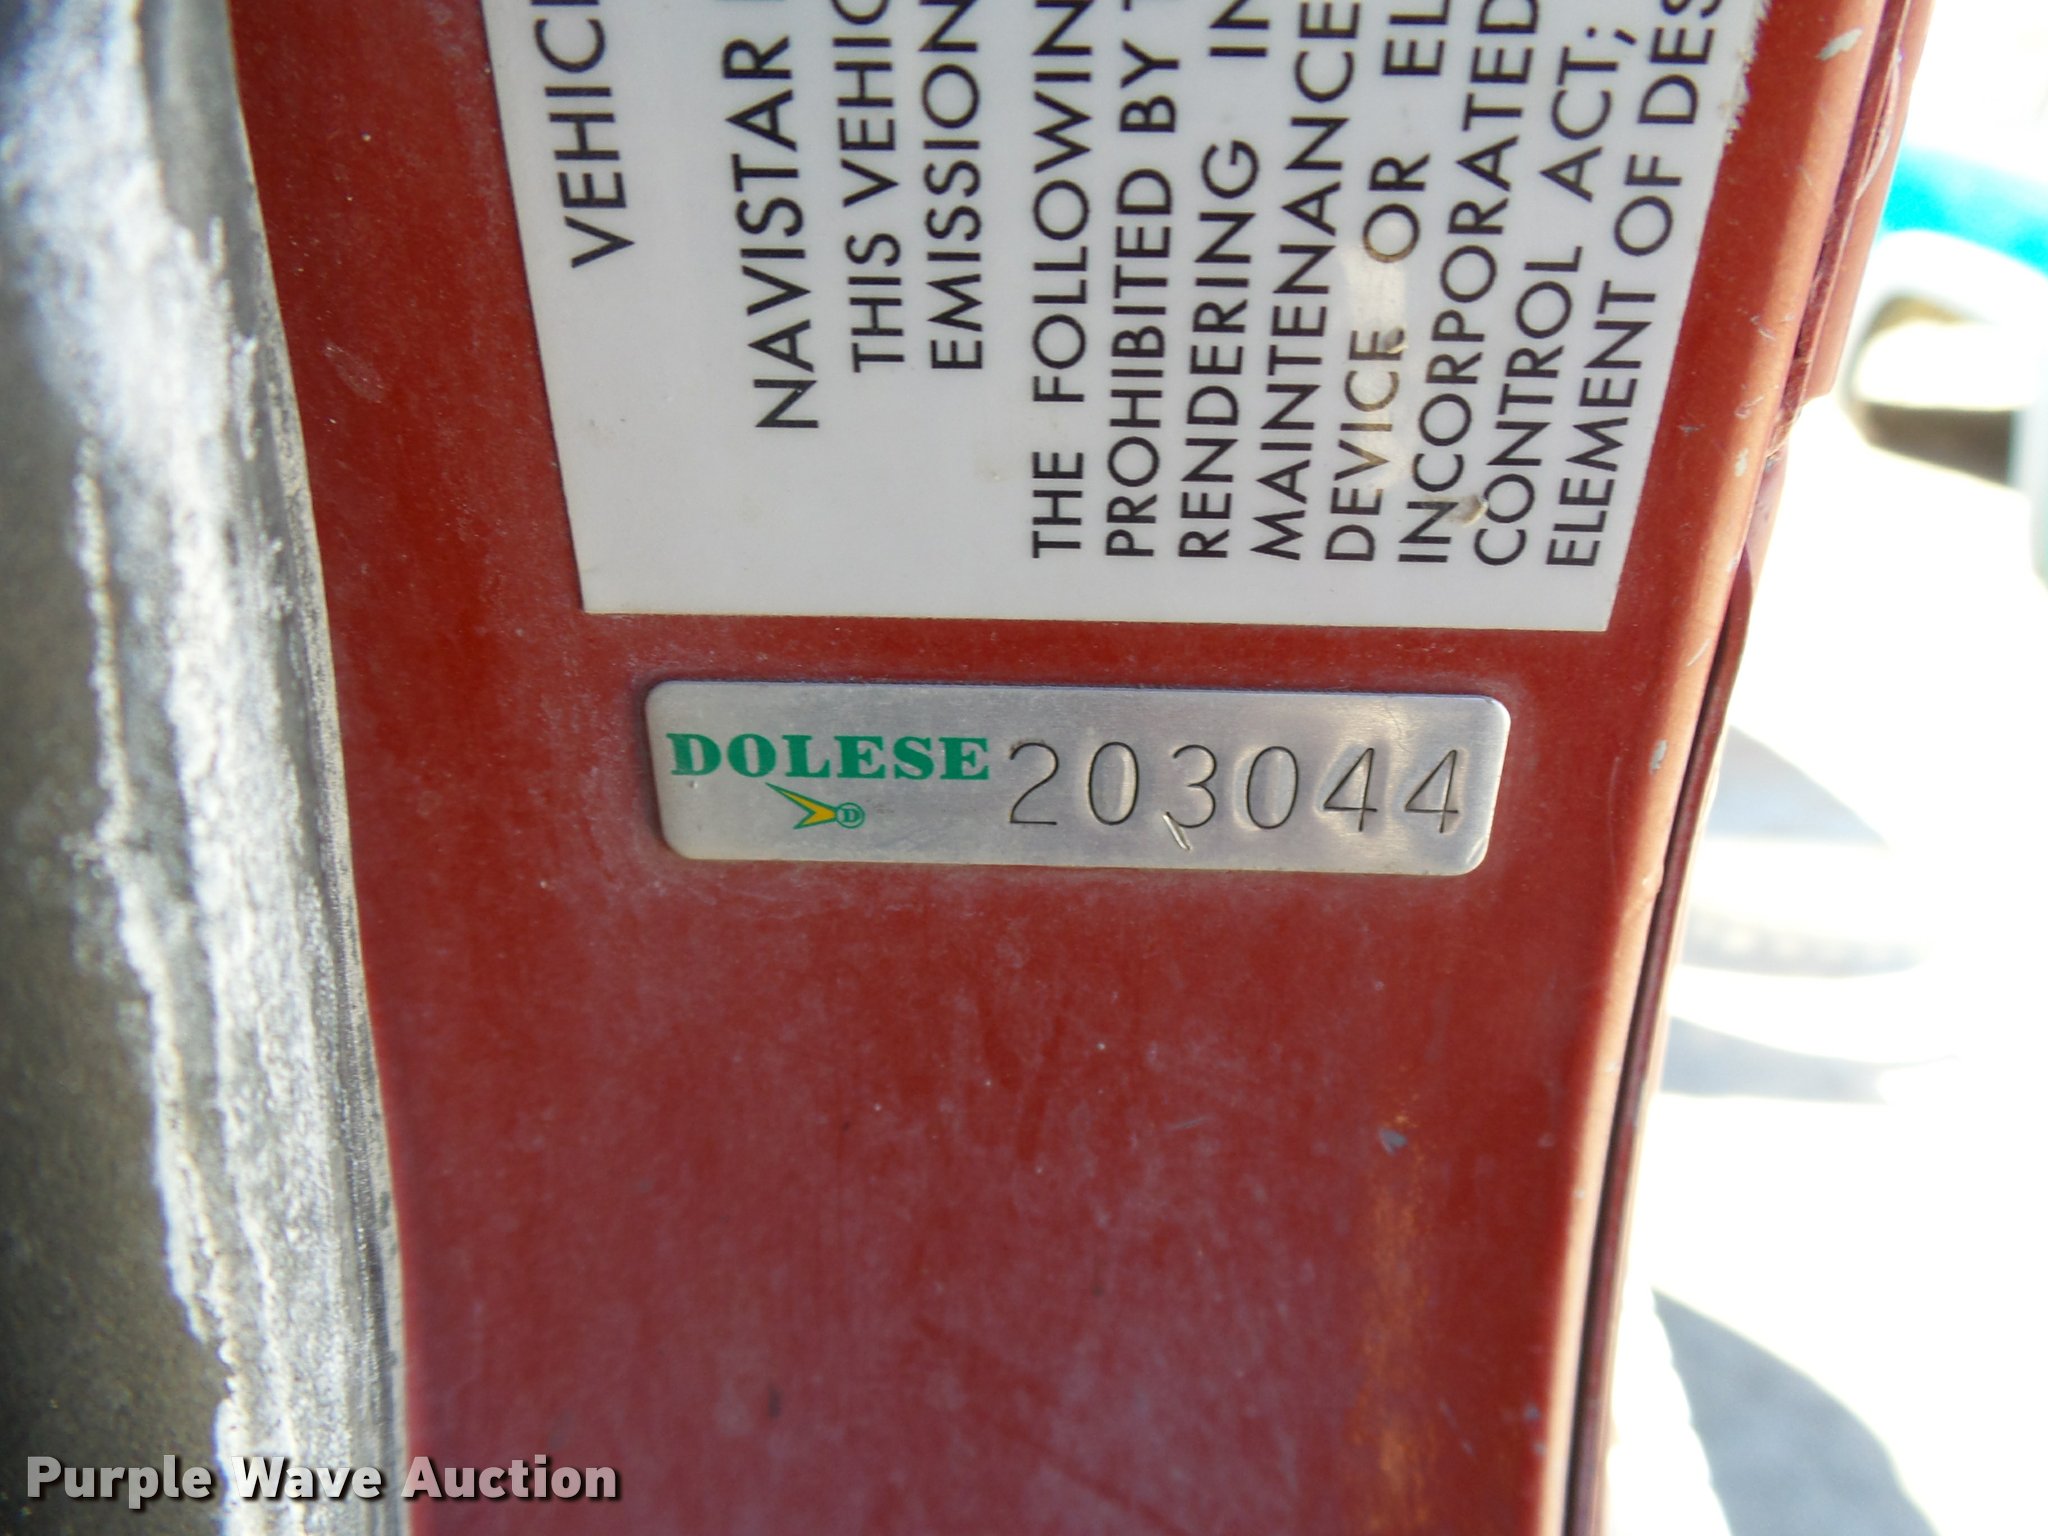 VEHIC
NAVISTAR
THIS VEHIC
EMISSION
THE FOLLOWIN
PROHIBITED BY
RENDERING IN
MAINTENANCE
DEVICE OR EL
INCORPORATED
CONTROL ACT;
ELEMENT OF DES
DOLESE 203044
D
Purple Wave Auction